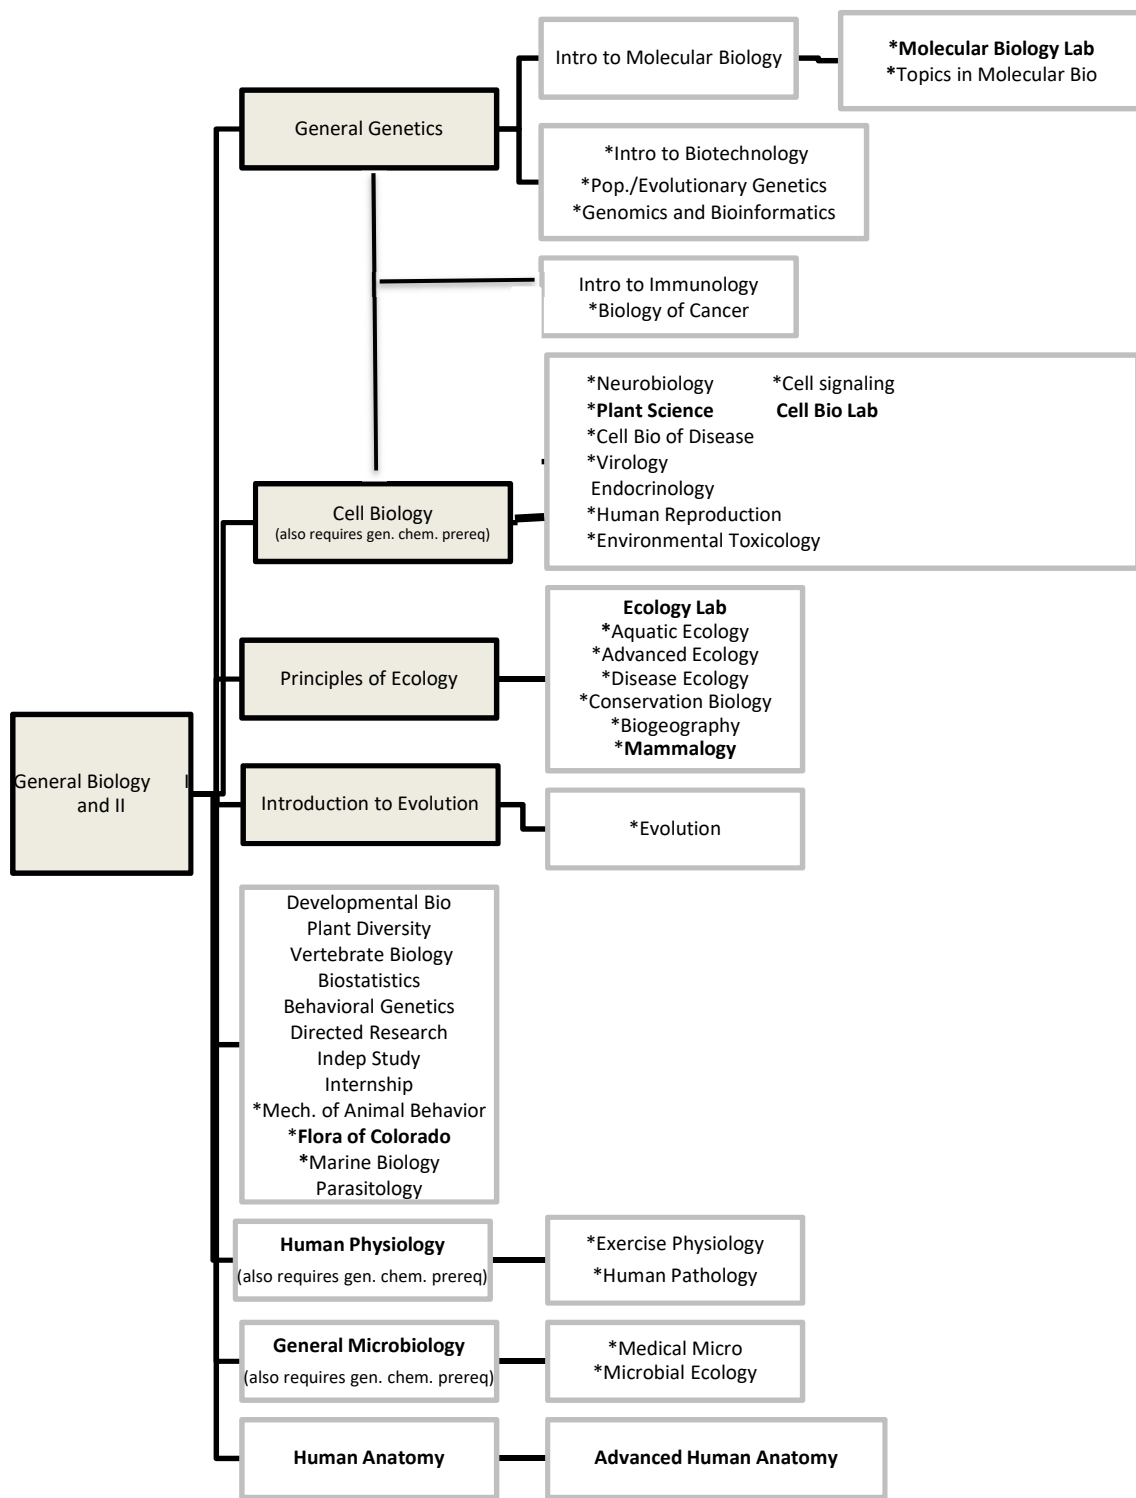 Intro to Molecular Biology
*Molecular Biology Lab
*Topics in Molecular Bio
General Genetics
*Intro to Biotechnology
*Pop./Evolutionary Genetics
*Genomics and Bioinformatics
Intro to Immunology
*Biology of Cancer
*Neurobiology *Cell signaling
*Plant Science Cell Bio Lab
*Cell Bio of Disease
*Virology
Endocrinology
*Human Reproduction
*Environmental Toxicology
Cell Biology
(also requires gen. chem. prereq)
Principles of Ecology
Ecology Lab
*Aquatic Ecology
*Advanced Ecology
*Disease Ecology
*Conservation Biology
*Biogeography
*Mammalogy
General Biology I
and II
Introduction to Evolution
*Evolution
Developmental Bio
Plant Diversity
Vertebrate Biology
Biostatistics
Behavioral Genetics
Directed Research
Indep Study
Internship
*Mech. of Animal Behavior
*Flora of Colorado
*Marine Biology
Parasitology
Human Physiology
(also requires gen. chem. prereq)
*Exercise Physiology
*Human Pathology
General Microbiology
(also requires gen. chem. prereq)
*Medical Micro
*Microbial Ecology
Human Anatomy
Advanced Human Anatomy